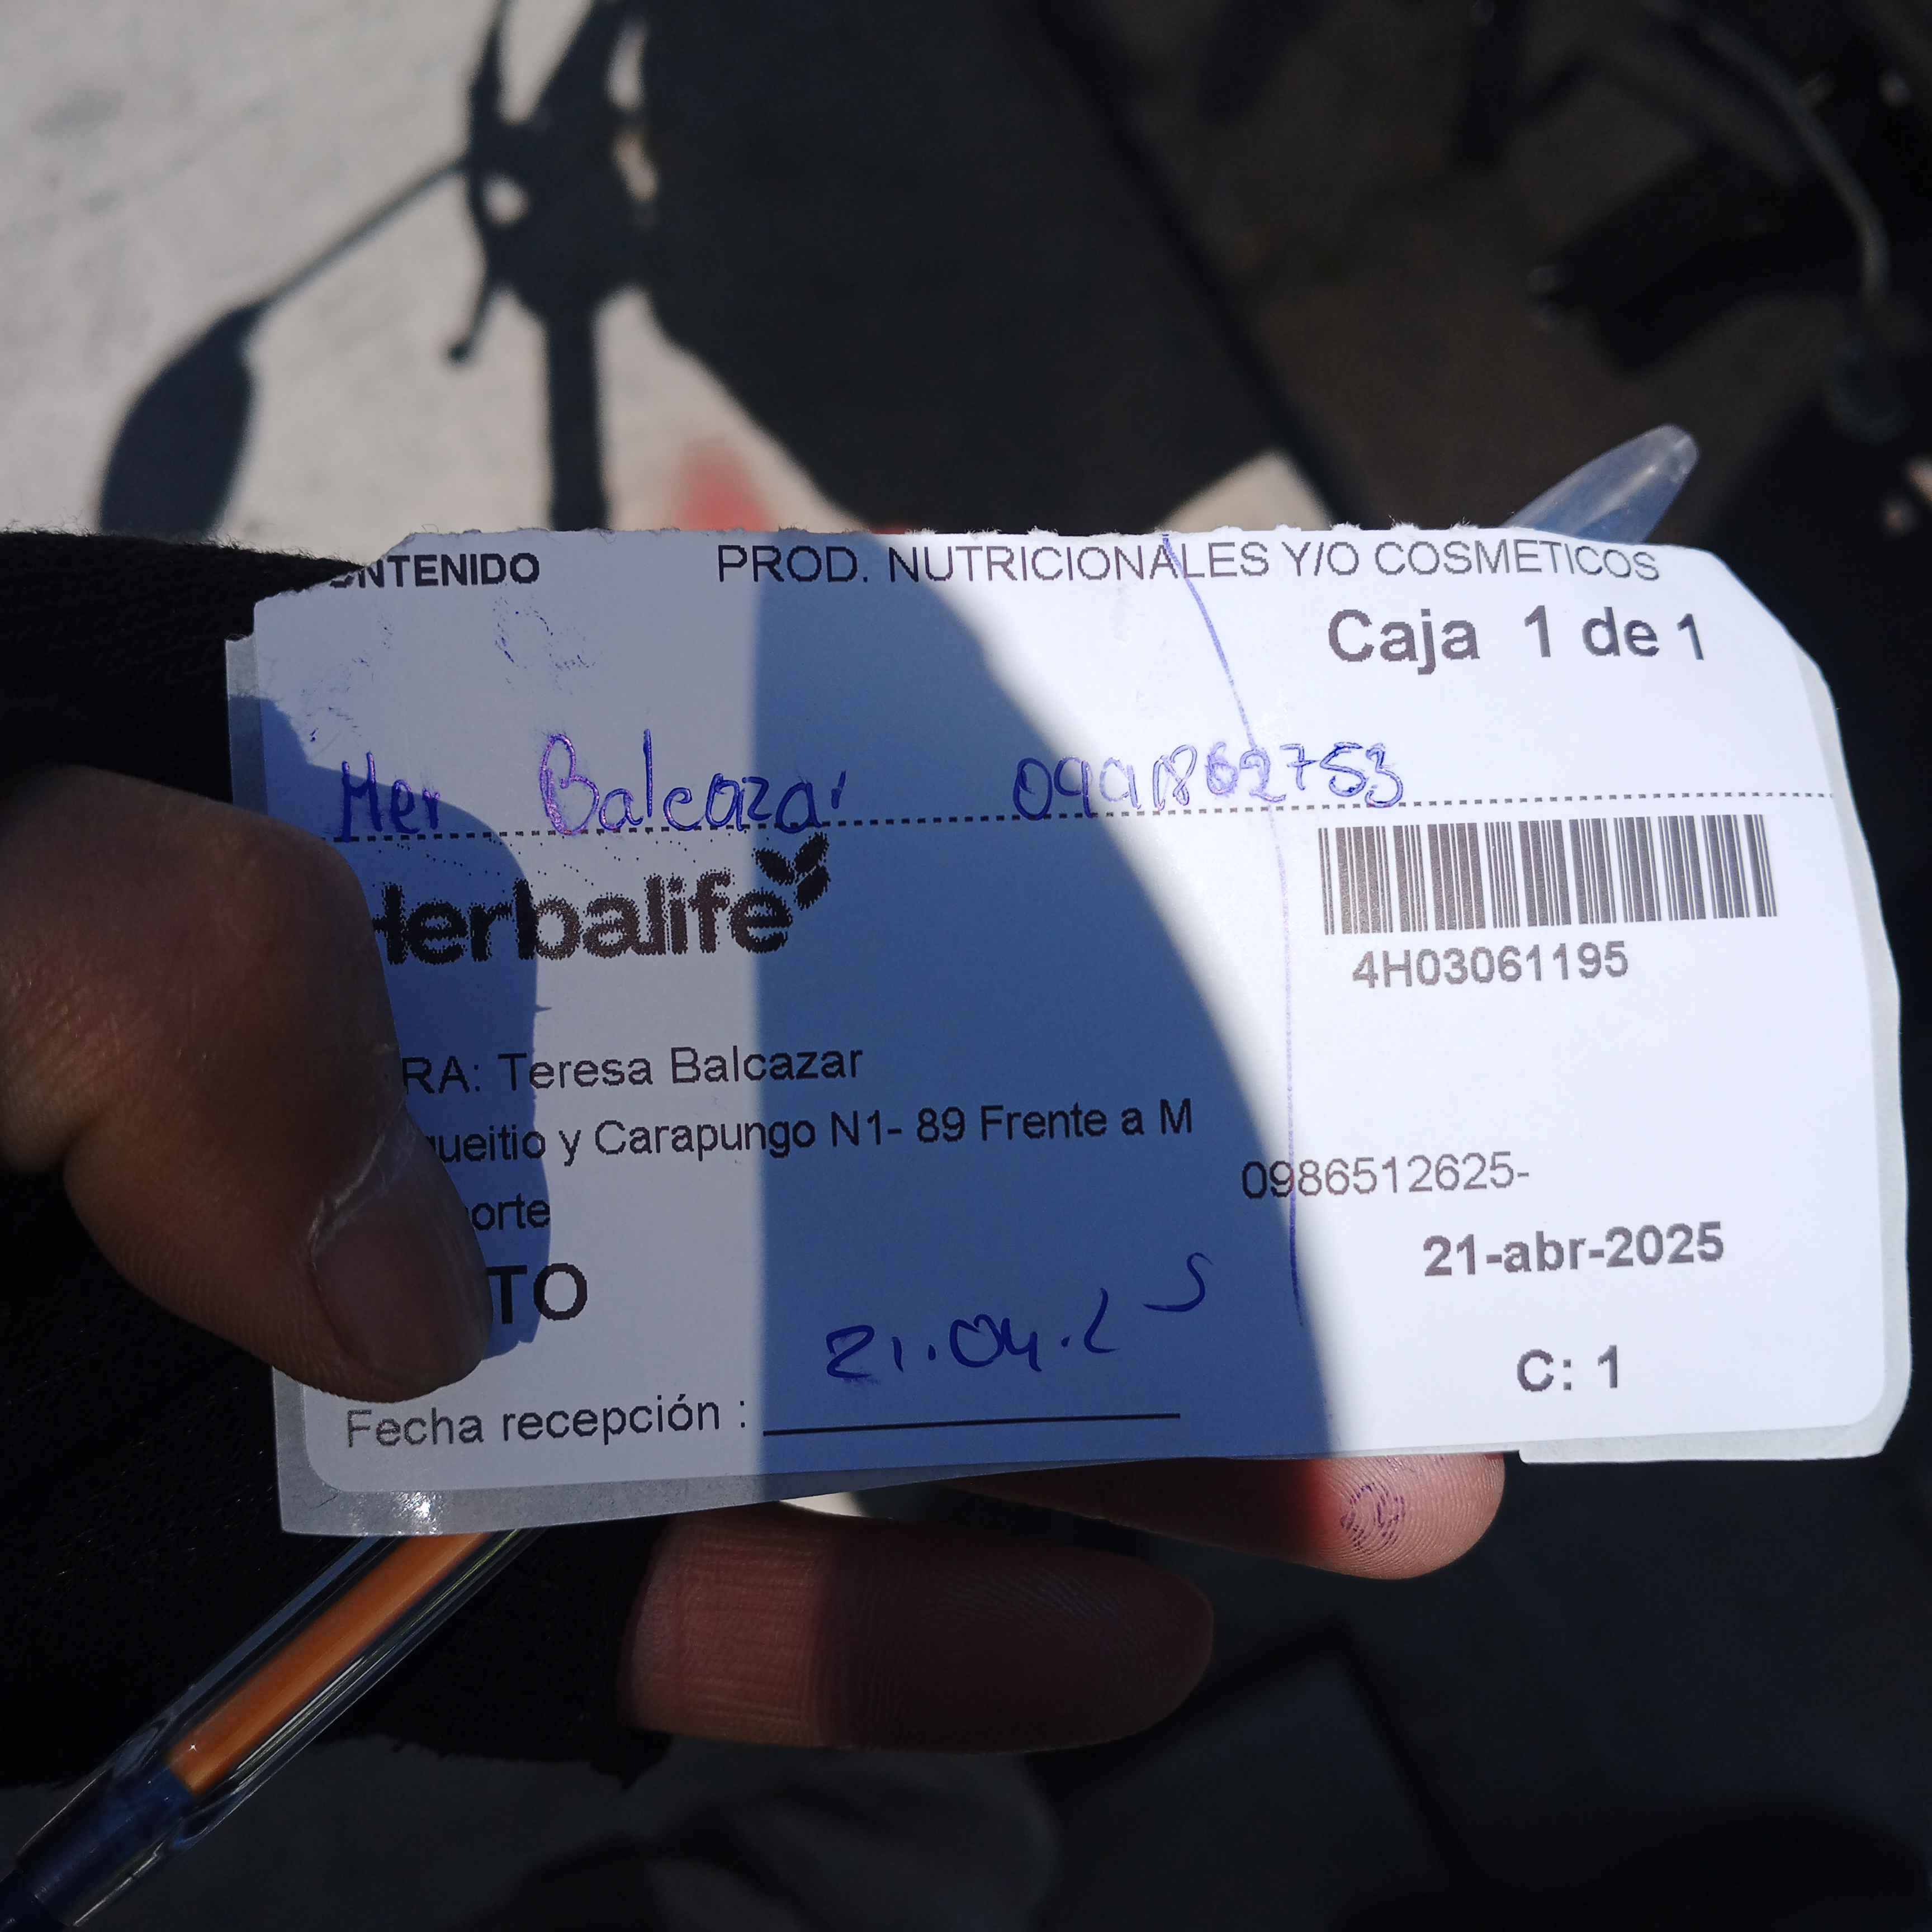 ONTENIDO PROD. NUTRICIONALES Y/O COSMETICOS
Caja 1 de 1
Mer Balcazar 0991862753
Herbalife
4H03061195
RA: Teresa Balcazar
ueitio y Carapungo N1- 89 Frente a M
0986512625-
orte
21-abr-2025
TO
21.04.25
C: 1
Fecha recepción :